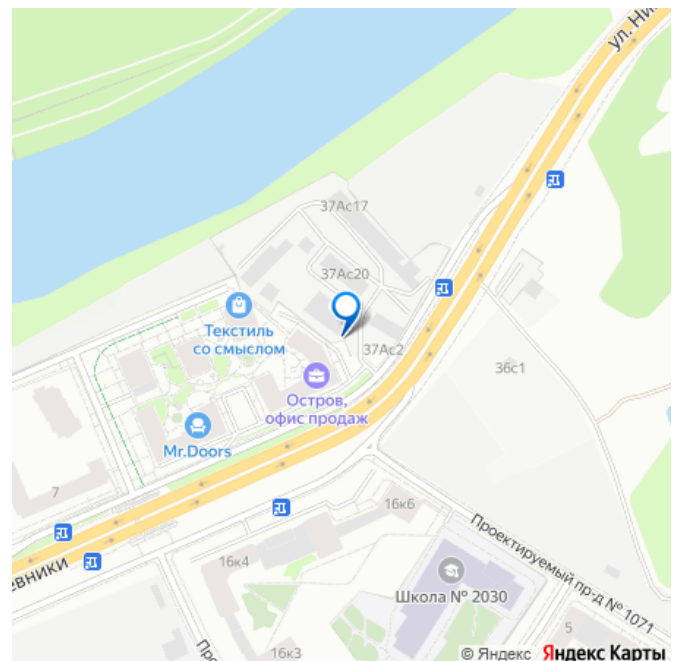 ул. Ни
37Ас17
37Ас20
Текстиль
со смыслом
37Ас2
36с1
Остров,
офис продаж
Mr.Doors
7
16к6
Проектируемый пр-д № 1071
евники
16к4
Школа № 2030
Про
5
16к3
© Яндекс Яндекс Карты